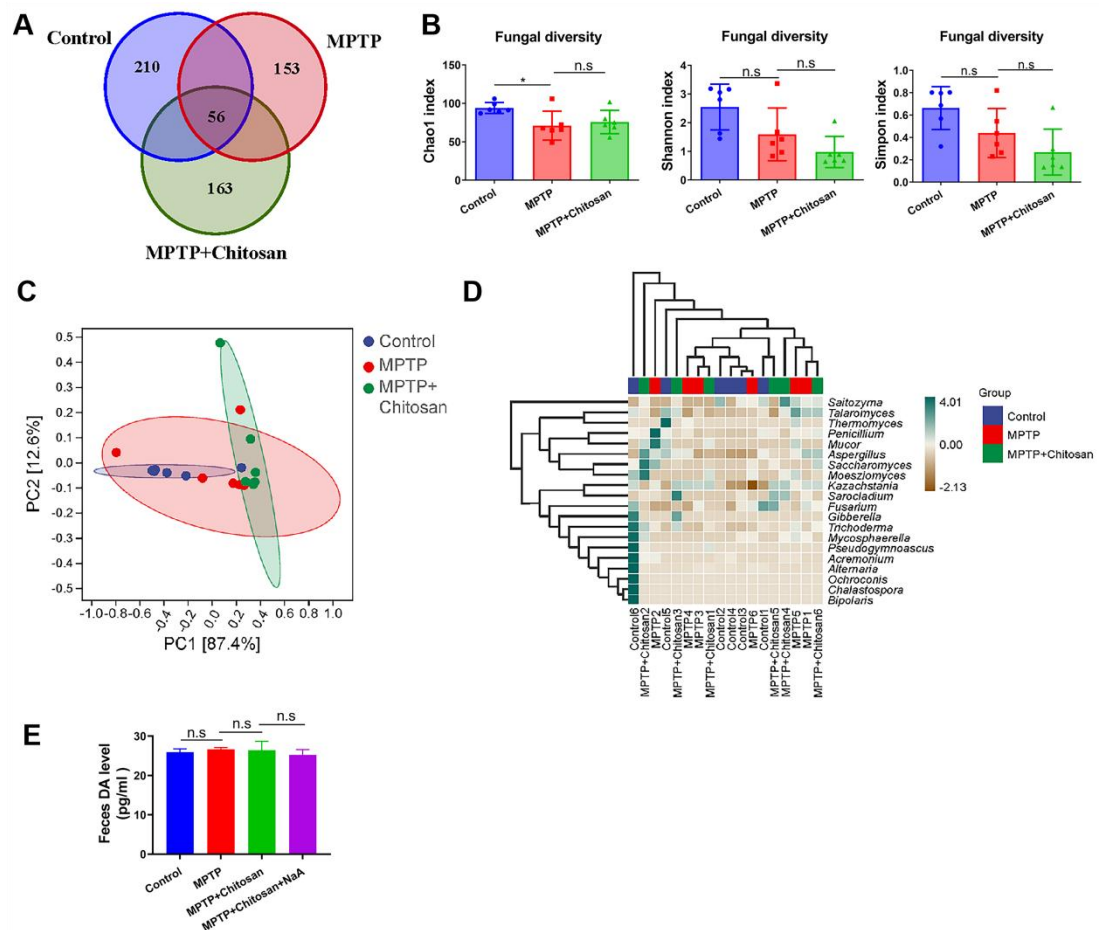 A
Control
MPTP
210
153
56
163
MPTP+Chitosan
B
Fungal diversity
Chao1 index
150
100
50
0
*
n.s
Control
MPTP
MPTP+Chitosan
Fungal diversity
Shannon index
4
3
2
1
0
n.s
n.s
Control
MPTP
MPTP+Chitosan
Fungal diversity
Simpon index
1.0
0.8
0.6
0.4
0.2
0.0
n.s
n.s
Control
MPTP
MPTP+Chitosan
C
PC2 [12.6%]
0.5
0.4
0.3
0.2
0.1
0.0
-0.1
-0.2
-0.3
-0.4
-0.5
-1.0
-0.8
-0.6
-0.4
-0.2
0.0
0.2
0.4
0.6
0.8
1.0
PC1 [87.4%]
Control
MPTP
MPTP+
Chitosan
D
Saitozyma
Talaromyces
Thermomyces
Penicillium
Mucor
Aspergillus
Saccharomyces
Moesziomyces
Kazachstania
Sarocladium
Fusarium
Gibberella
Trichoderma
Mycosphaerella
Pseudogymnoascus
Acremonium
Alternaria
Ochroconis
Chalastospora
Bipolaris
Control6
MPTP+Chitosan2
MPTP2
Control5
MPTP+Chitosan3
MPTP4
MPTP3
MPTP+Chitosan1
Control2
Control4
Control3
MPTP6
Control1
MPTP+Chitosan5
MPTP+Chitosan4
MPTP5
MPTP1
MPTP+Chitosan6
4.01
0.00
-2.13
Group
Control
MPTP
MPTP+Chitosan
E
Feces DA level
(pg/ml )
30
20
10
0
n.s
n.s
n.s
Control
MPTP
MPTP+Chitosan
MPTP+Chitosan+NaA